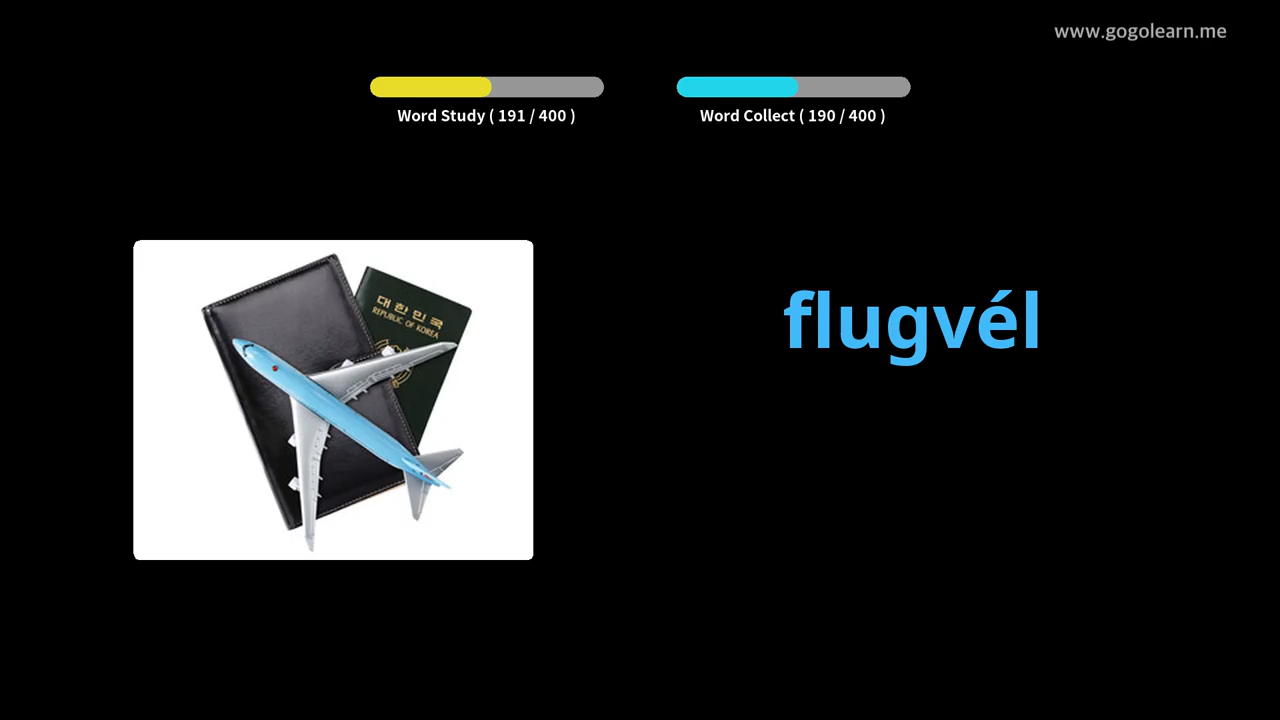 www.gogolearn.me
Word Study ( 191 / 400 )
Word Collect ( 190 / 400 )
대한민국
REPUBLIC OF KOREA
flugvél